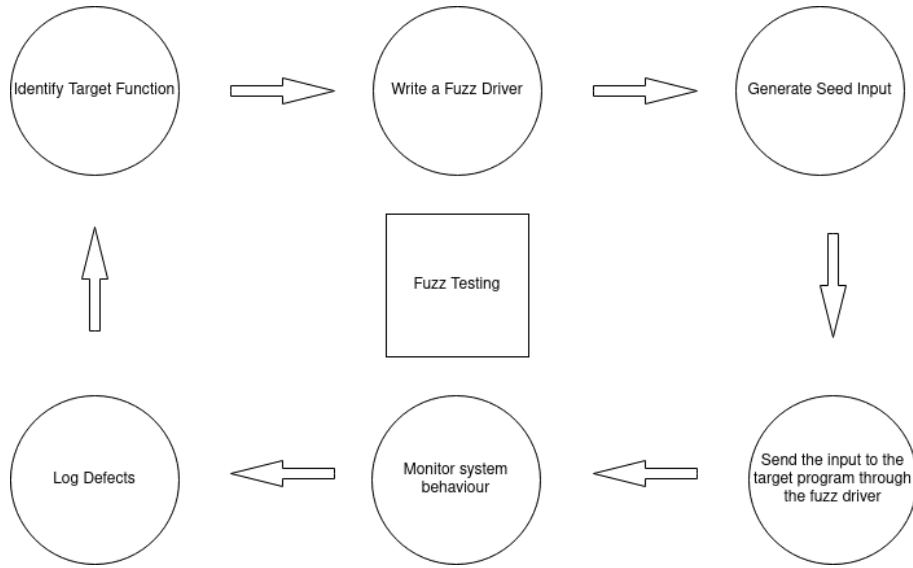 Identify Target Function
Write a Fuzz Driver
Generate Seed Input
Fuzz Testing
Log Defects
Monitor system
behaviour
Send the input to the
target program through
the fuzz driver